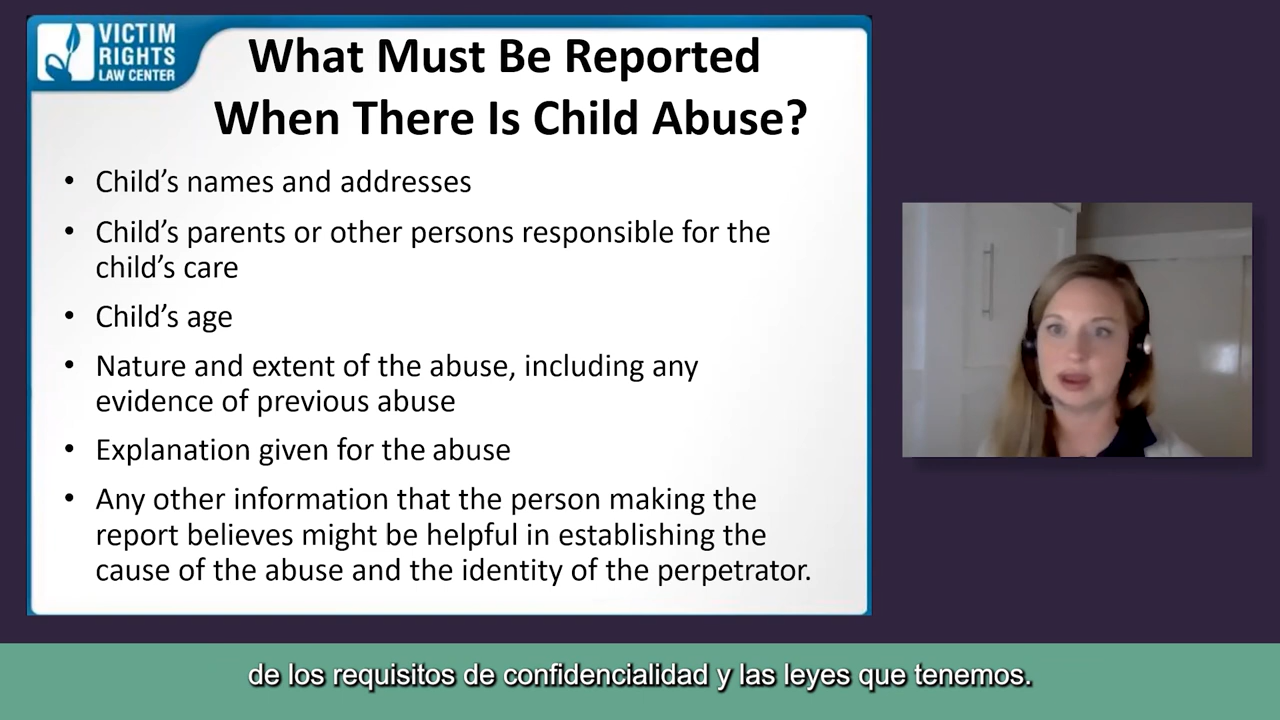 VICTIM
RIGHTS
LAW CENTER
What Must Be Reported
When There Is Child Abuse?
• Child’s names and addresses
• Child’s parents or other persons responsible for the
child’s care
• Child’s age
• Nature and extent of the abuse, including any
evidence of previous abuse
• Explanation given for the abuse
• Any other information that the person making the
report believes might be helpful in establishing the
cause of the abuse and the identity of the perpetrator.
de los requisitos de confidencialidad y las leyes que tenemos.